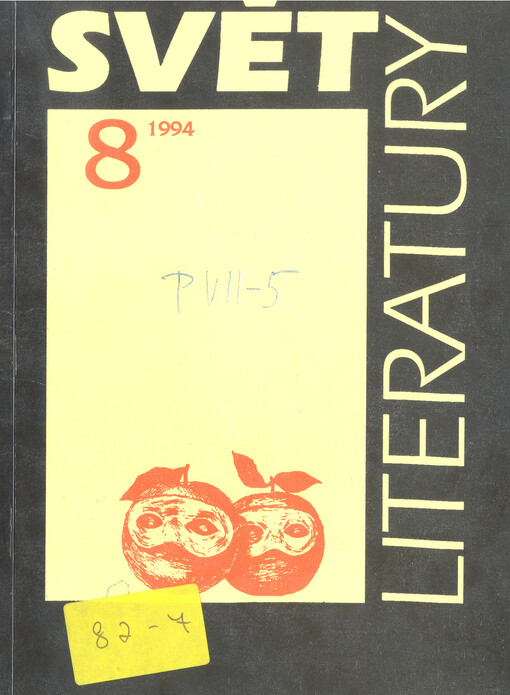 SVĚT
LITERATURY
8 1994
P VII-5
82-7